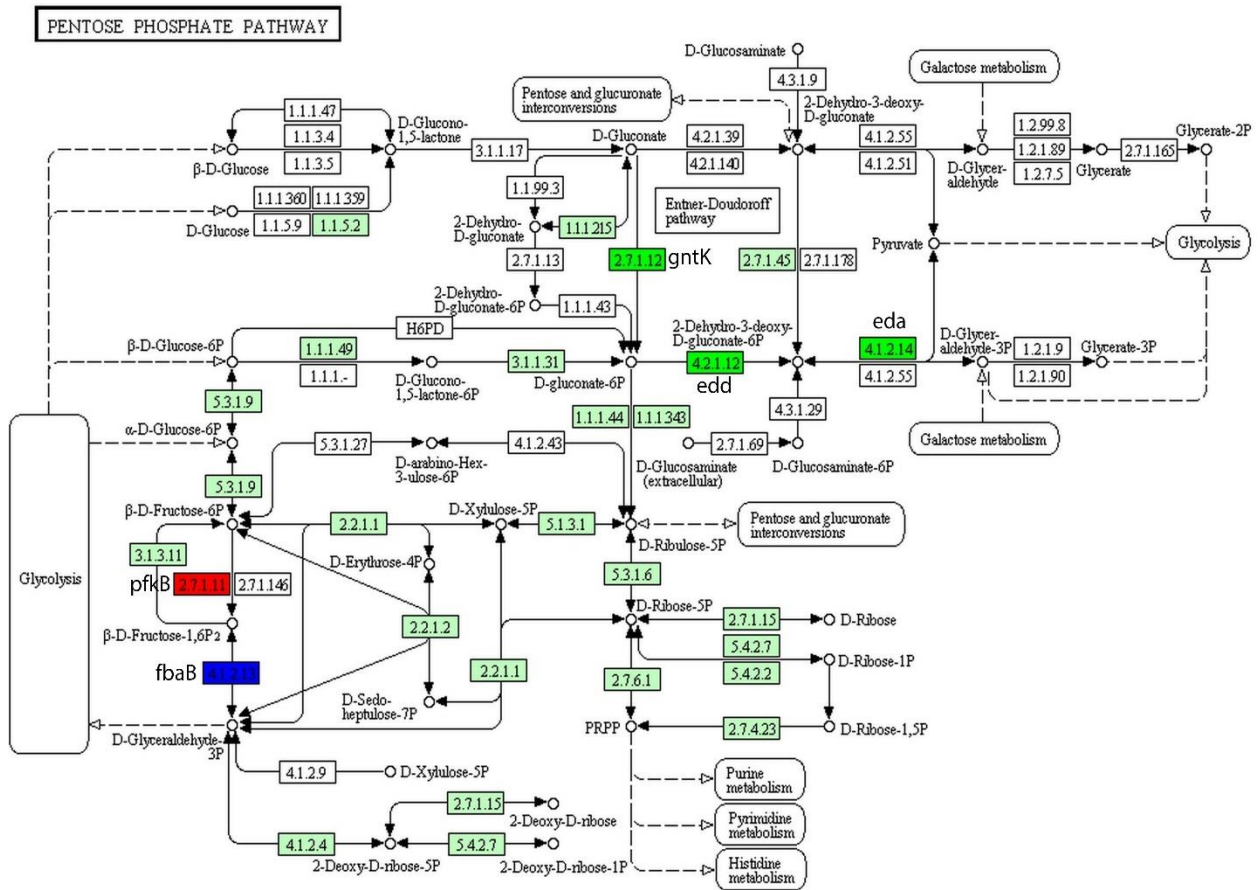 PENTOSE PHOSPHATE PATHWAY
D-Glucosaminate
4.3.1.9
Galactose metabolism
Pentose and glucuronate
interconversions
2-Dehydro-3-deoxy-
D-gluconate
1.1.1.47
1.1.3.4
1.1.3.5
D-Glucono-
1,5-lactone
β-D-Glucose
3.1.1.17
D-Gluconate
4.2.1.39
4.2.1.140
4.1.2.55
4.1.2.51
D-Glycer-
aldehyde
1.2.99.8
1.2.1.89
1.2.7.5
Glycerate
2.7.1.165
Glycerate-2P
1.1.1.360
1.1.1.359
1.1.5.9
1.1.5.2
D-Glucose
1.1.99.3
2-Dehydro-
D-gluconate
1.1.1.215
Entner-Doudoroff
pathway
Pyruvate
Glycolysis
2.7.1.13
2.7.1.12
gntK
2.7.1.45
2.7.1.178
2-Dehydro-
D-gluconate-6P
1.1.1.43
H6PD
2-Dehydro-3-deoxy-
D-gluconate-6P
eda
D-Glycer-
aldehyde-3P
β-D-Glucose-6P
1.1.1.49
1.1.1.-
D-Glucono-
1,5-lactone-6P
3.1.1.31
D-gluconate-6P
4.2.1.12
edd
4.1.2.14
4.1.2.55
1.2.1.9
1.2.1.90
Glycerate-3P
5.3.1.9
1.1.1.44
1.1.1.343
4.3.1.29
α-D-Glucose-6P
5.3.1.27
D-arabino-Hex-
3-ulose-6P
4.1.2.43
D-Glucosaminate
(extracellular)
2.7.1.69
D-Glucosaminate-6P
Galactose metabolism
5.3.1.9
β-D-Fructose-6P
2.2.1.1
D-Xylulose-5P
5.1.3.1
D-Ribulose-5P
Pentose and glucuronate
interconversions
3.1.3.11
D-Erythrose-4P
Glycolysis
pfkB
2.7.1.11
2.7.1.146
5.3.1.6
β-D-Fructose-1,6P2
2.2.1.2
D-Ribose-5P
2.7.1.15
D-Ribose
5.4.2.7
5.4.2.2
D-Ribose-1P
fbaB
4.1.2.13
2.2.1.1
2.7.6.1
D-Sedo-
heptulose-7P
D-Glyceraldehyde-
3P
PRPP
2.7.4.23
D-Ribose-1,5P
4.1.2.9
D-Xylulose-5P
Purine
metabolism
2.7.1.15
2-Deoxy-D-ribose
Pyrimidine
metabolism
4.1.2.4
2-Deoxy-D-ribose-5P
5.4.2.7
2-Deoxy-D-ribose-1P
Histidine
metabolism